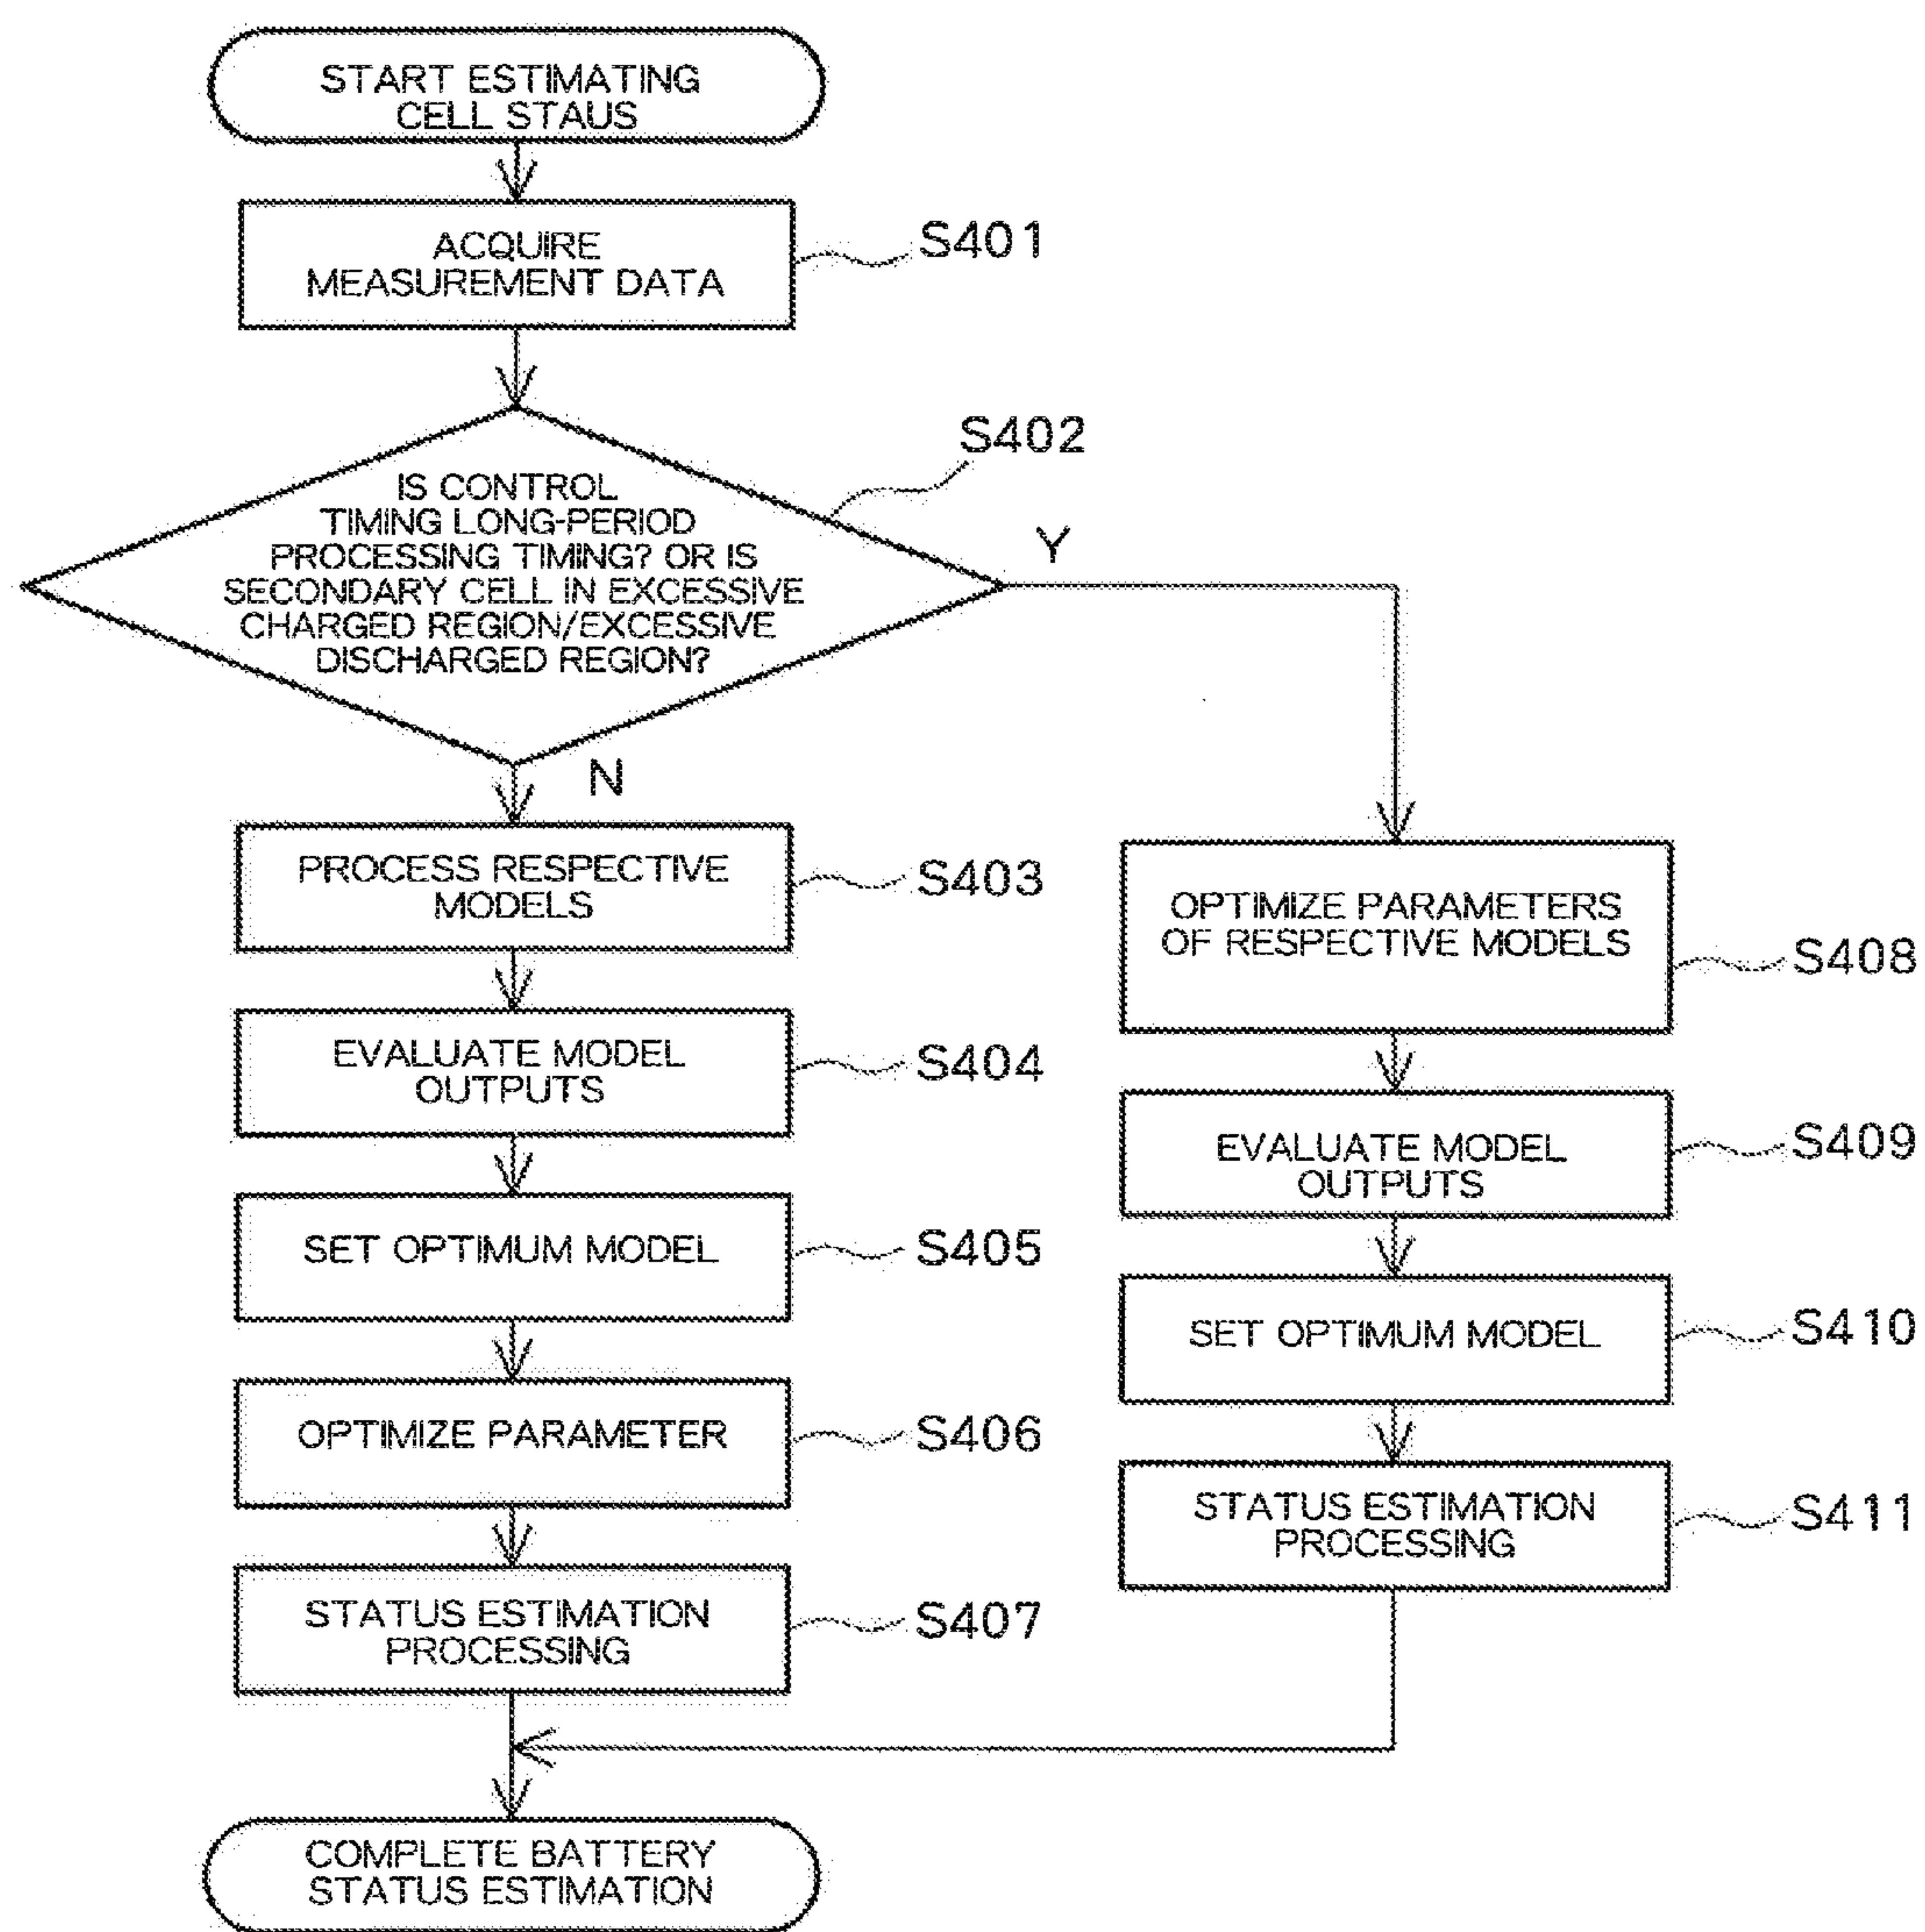 START ESTIMATING
CELL STAUS
ACQUIRE
MEASUREMENT DATA
S401
S402
IS CONTROL
TIMING LONG-PERIOD
PROCESSING TIMING? OR IS
SECONDARY CELL IN EXCESSIVE
CHARGED REGION/EXCESSIVE
DISCHARGED REGION?
Y
N
PROCESS RESPECTIVE
MODELS
S403
EVALUATE MODEL
OUTPUTS
S404
SET OPTIMUM MODEL
S405
OPTIMIZE PARAMETER
S406
STATUS ESTIMATION
PROCESSING
S407
OPTIMIZE PARAMETERS
OF RESPECTIVE MODELS
S408
EVALUATE MODEL
OUTPUTS
S409
SET OPTIMUM MODEL
S410
STATUS ESTIMATION
PROCESSING
S411
COMPLETE BATTERY
STATUS ESTIMATION